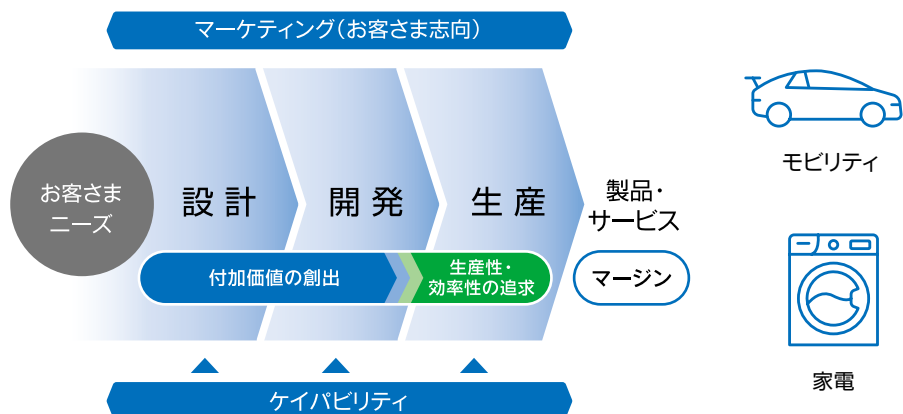 マーケティング（お客さま志向）
お客さま
ニーズ
設計
開発
生産
製品・
サービス
付加価値の創出
生産性・
効率性の追求
マージン
ケイパビリティ
モビリティ
家電